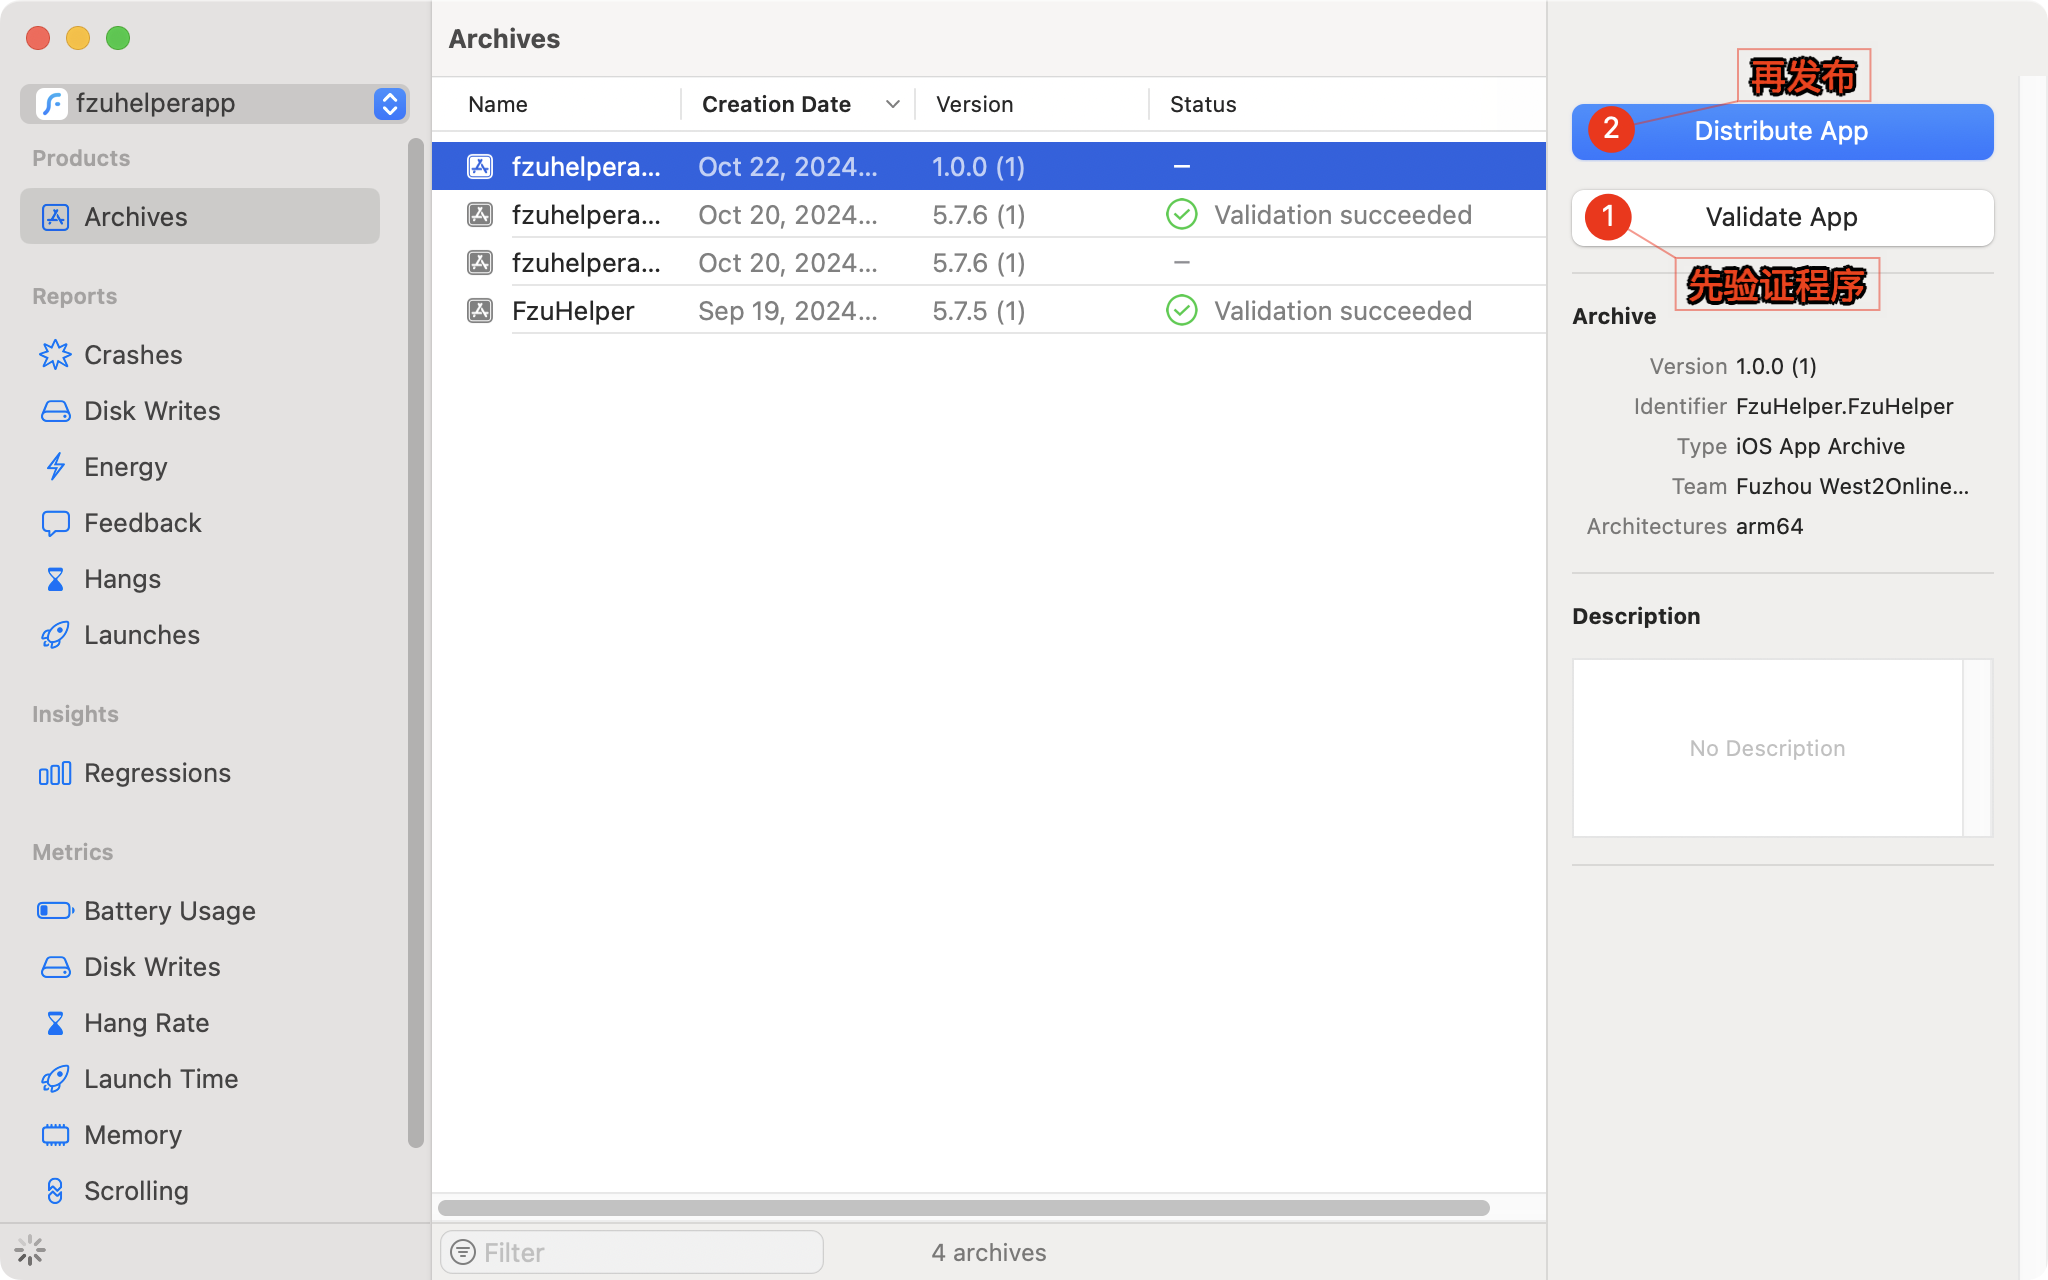 fzuhelperapp
Products
Archives
Reports
Crashes
Disk Writes
Energy
Feedback
Hangs
Launches
Insights
Regressions
Metrics
Battery Usage
Disk Writes
Hang Rate
Launch Time
Memory
Scrolling
Archives
Name Creation Date Version Status
fzuhelpera... Oct 22, 2024... 1.0.0 (1) –
fzuhelpera... Oct 20, 2024... 5.7.6 (1) Validation succeeded
fzuhelpera... Oct 20, 2024... 5.7.6 (1) –
FzuHelper Sep 19, 2024... 5.7.5 (1) Validation succeeded
Filter
4 archives
再发布
2 Distribute App
1 Validate App
先验证程序
Archive
Version 1.0.0 (1)
Identifier FzuHelper.FzuHelper
Type iOS App Archive
Team Fuzhou West2Online...
Architectures arm64
Description
No Description